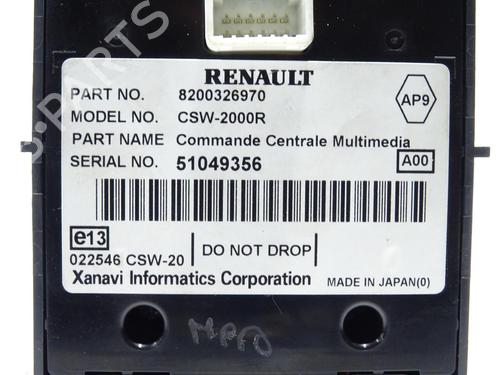 RENAULT
PART NO. 8200326970
AP9
MODEL NO. CSW-2000R
PART NAME Commande Centrale Multimedia
SERIAL NO. 51049356
A00
e13
022546 CSW-20
DO NOT DROP
Xanavi Informatics Corporation
MADE IN JAPAN(0)